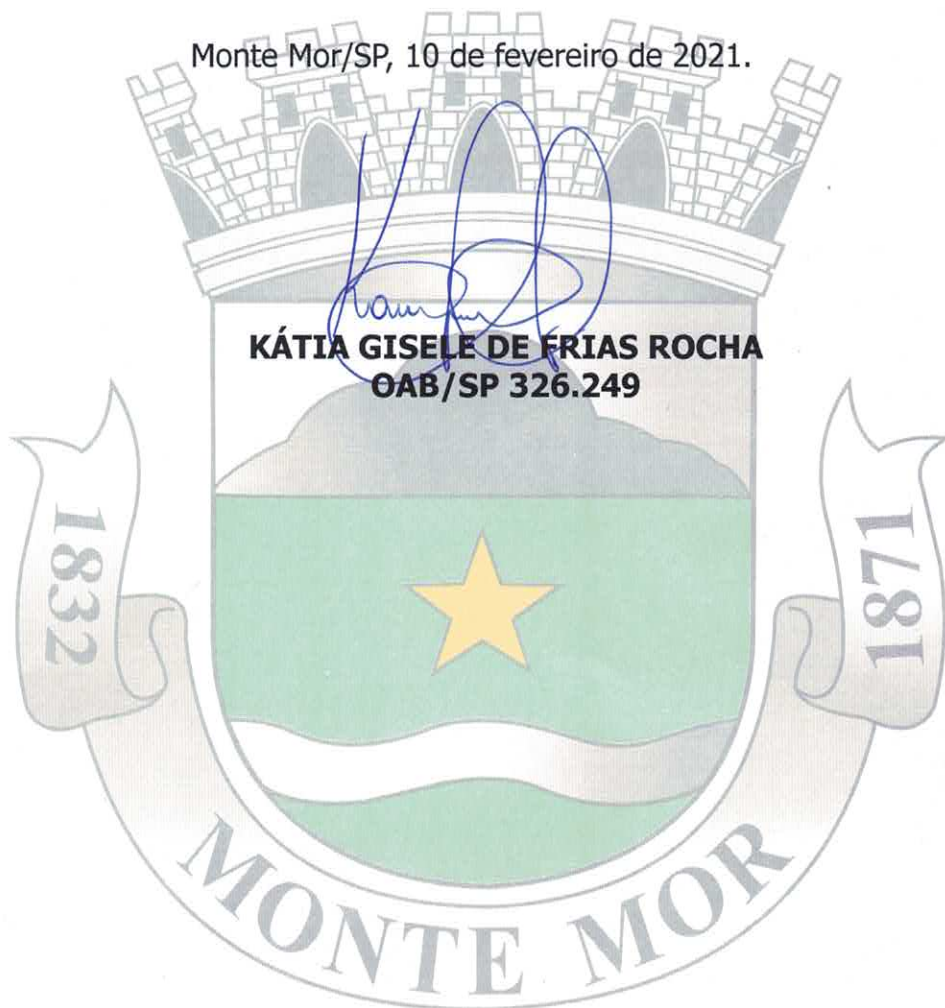 Monte Mor/SP, 10 de fevereiro de 2021.
KÁTIA GISELE DE FRIAS ROCHA
OAB/SP 326.249
1832
1871
MONTE MOR